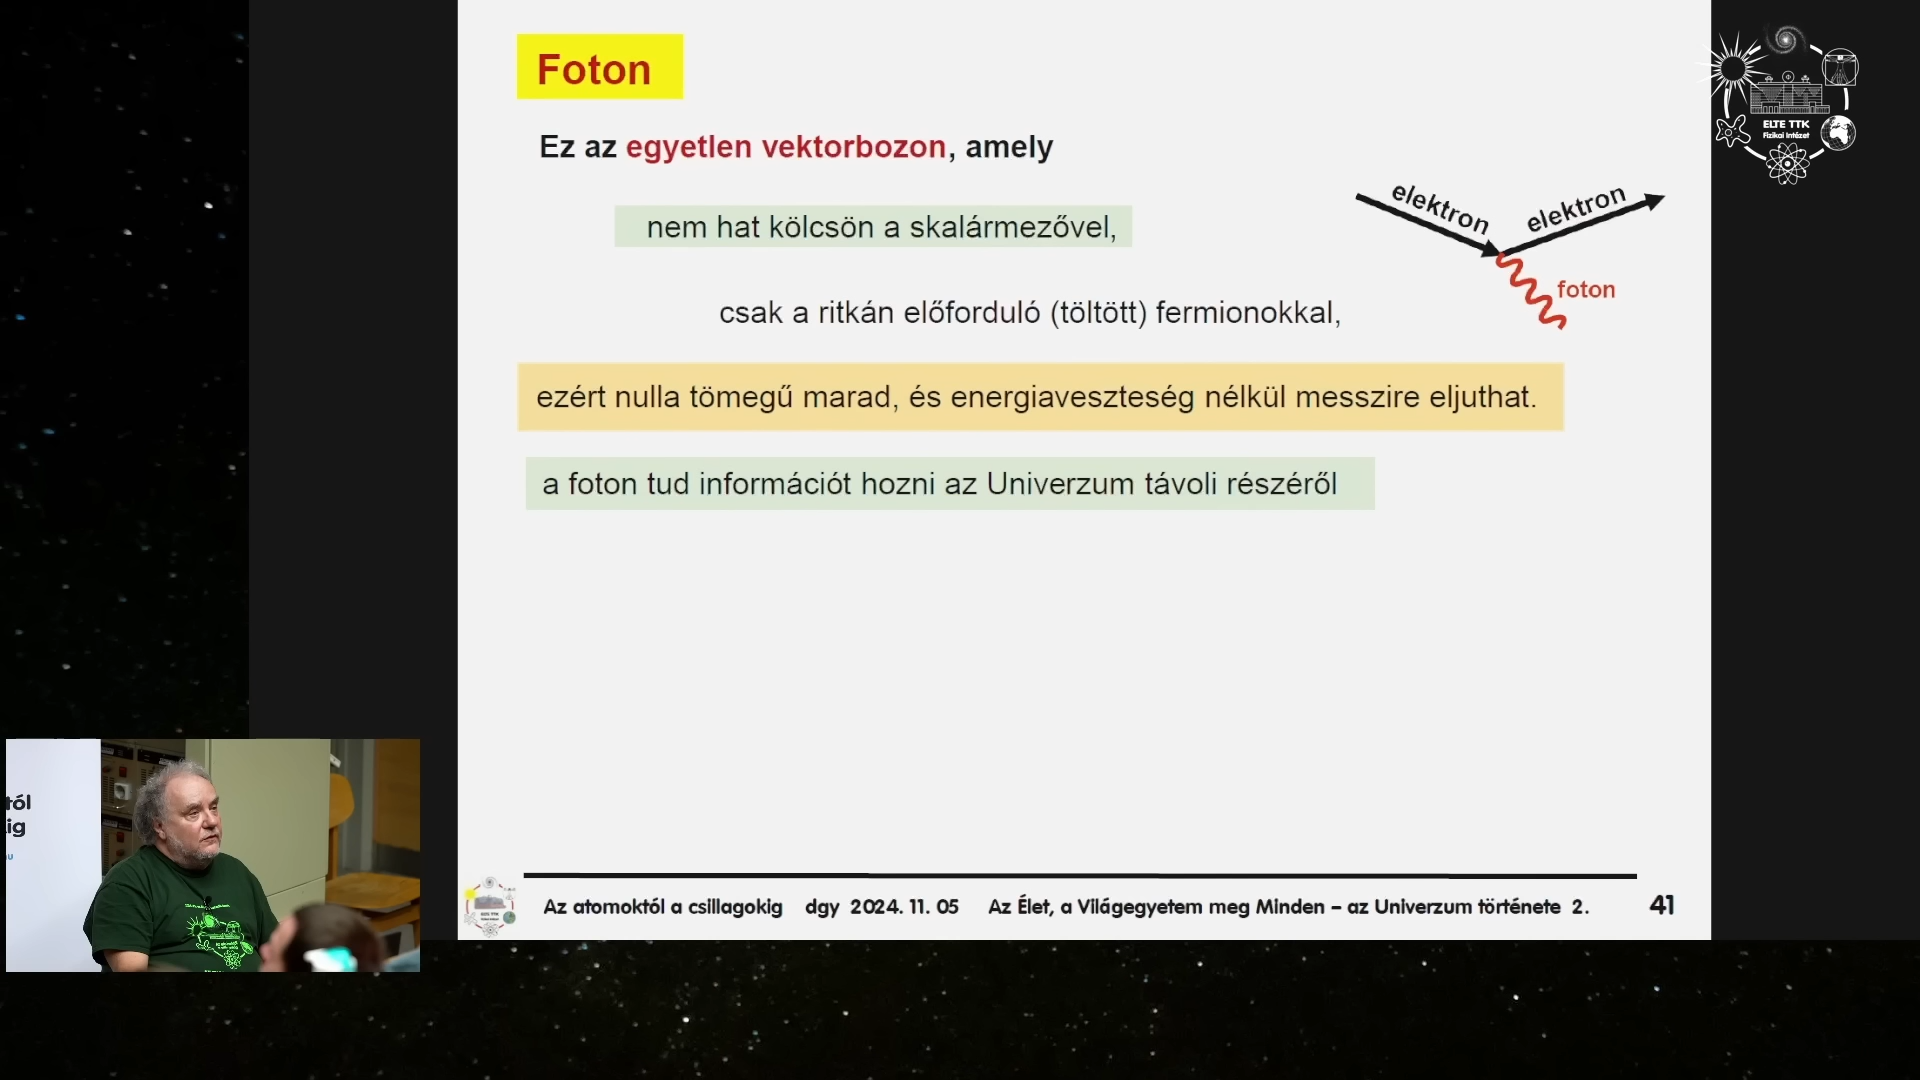 Foton
Ez az egyetlen vektorbozon, amely
nem hat kölcsön a skalármezővel,
csak a ritkán előforduló (töltött) fermionokkal,
ezért nulla tömegű marad, és energiaveszteség nélkül messzire eljuthat.
a foton tud információt hozni az Univerzum távoli részéről
elektron
elektron
foton
ELTE TTK
Fizikai Intézet
tól
ig
Az atomoktól a csillagokig dgy 2024. 11. 05 Az Élet, a Világegyetem meg Minden – az Univerzum története 2. 41